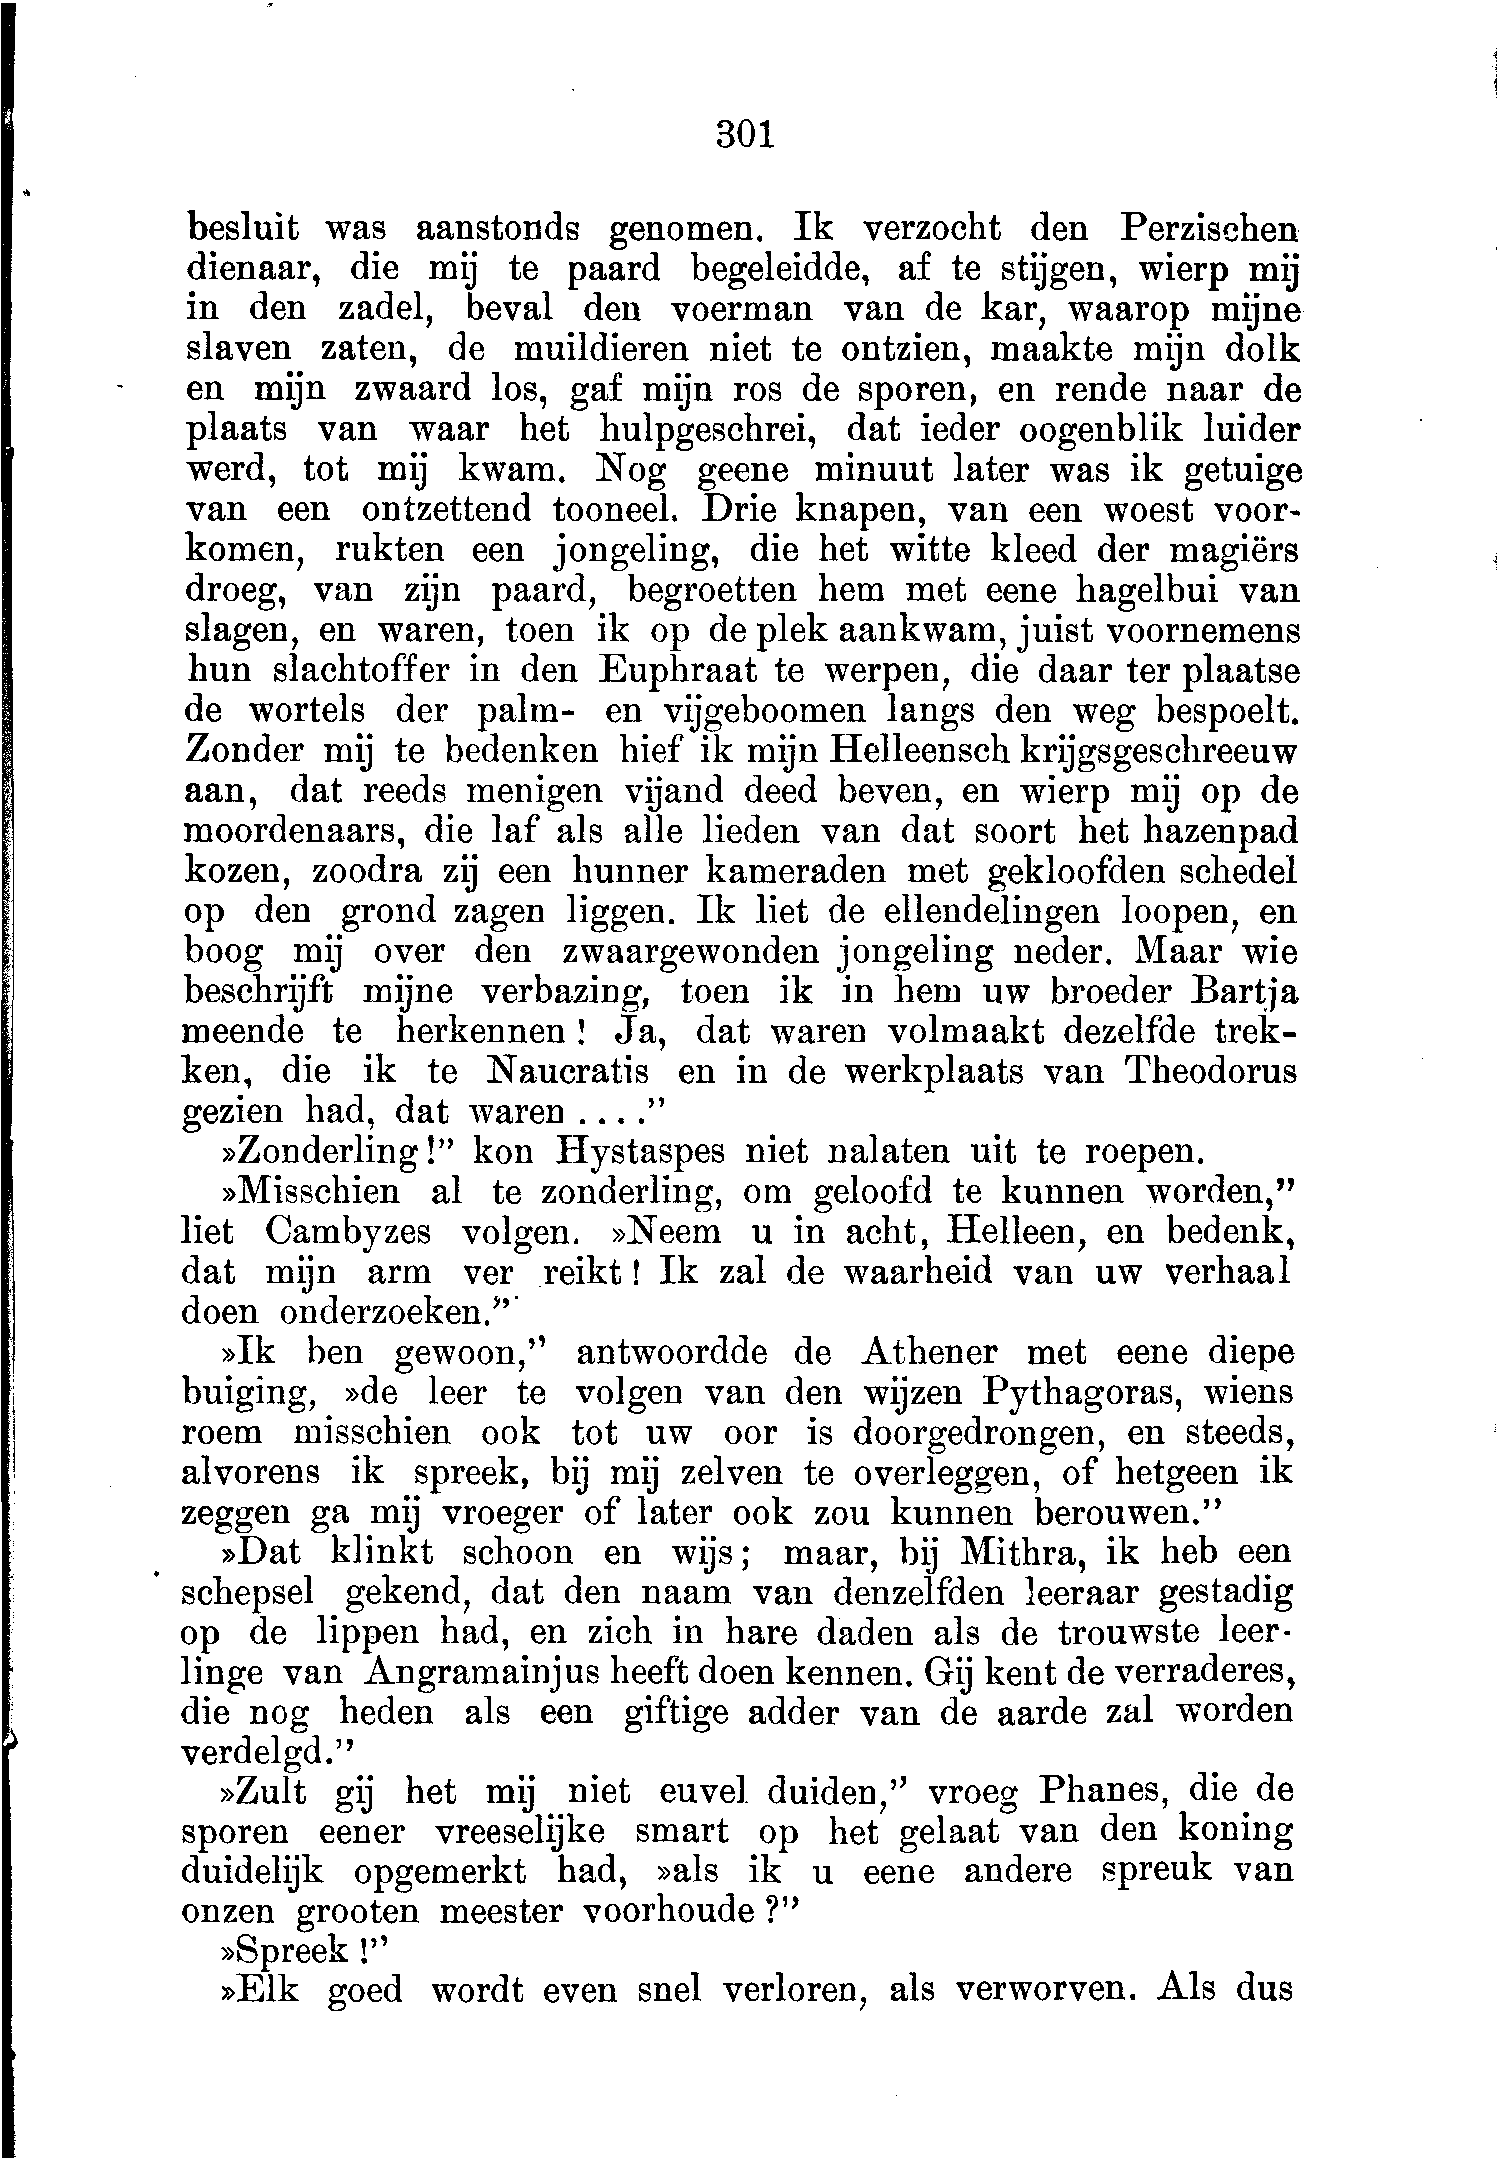 301
besluit was aanstonds genomen. Ik verzocht den Perzischen
dienaar, die mij te paard begeleidde, af te stijgen, wierp mij
in den zadel, beval den voerman van de kar, waarop mijne
slaven zaten, de muildieren niet te ontzien, maakte mijn dolk
en mijn zwaard los, gaf mijn ros de sporen, en rende naar de
plaats van waar het hulpgeschrei, dat ieder oogenblik luider
werd, tot mij kwam. Nog geene minuut later was ik getuige
van een ontzettend tooneel. Drie knapen, van een woest voor-
komen, rukten een jongeling, die het witte kleed der magiërs
droeg, van zijn paard, begroetten hem met eene hagelbui van
slagen, en waren, toen ik op de plek aankwam, juist voornemens
hun slachtoffer in den Euphraat te werpen, die daar ter plaatse
de wortels der palm- en vijgeboomen langs den weg bespoelt.
Zonder mij te bedenken hief ik mijn Helleensch krijgsgeschreeuw
aan, dat reeds menigen vijand deed beven, en wierp mij op de
moordenaars, die laf als alle lieden van dat soort het hazenpad
kozen, zoodra zij een hunner kameraden met gekloofden schedel
op den grond zagen liggen. Ik liet de ellendelingen loopen, en
boog mij over den zwaargewonden jongeling neder. Maar wie
beschrijft mijne verbazing, toen ik in hem uw broeder Bartja
meende te herkennen! Ja, dat waren volmaakt dezelfde trek-
ken, die ik te Naucratis en in de werkplaats van Theodorus
gezien had, dat waren ....”
»Zonderling!” kon Hystaspes niet nalaten uit te roepen.
»Misschien al te zonderling, om geloofd te kunnen worden,”
liet Cambyzes volgen. »Neem u in acht, Helleen, en bedenk,
dat mijn arm ver reikt! Ik zal de waarheid van uw verhaal
doen onderzoeken.”
»Ik ben gewoon,” antwoordde de Athener met eene diepe
buiging, »de leer te volgen van den wijzen Pythagoras, wiens
roem misschien ook tot uw oor is doorgedrongen, en steeds,
alvorens ik spreek, bij mij zelven te overleggen, of hetgeen ik
zeggen ga mij vroeger of later ook zou kunnen berouwen.”
»Dat klinkt schoon en wijs; maar, bij Mithra, ik heb een
schepsel gekend, dat den naam van denzelfden leeraar gestadig
op de lippen had, en zich in hare daden als de trouwste leer-
linge van Angramainjus heeft doen kennen. Gij kent de verraderes,
die nog heden als een giftige adder van de aarde zal worden
verdelgd.”
»Zult gij het mij niet euvel duiden,” vroeg Phanes, die de
sporen eener vreeselijke smart op het gelaat van den koning
duidelijk opgemerkt had, »als ik u eene andere spreuk van
onzen grooten meester voorhoude?”
»Spreek!”
»Elk goed wordt even snel verloren, als verworven. Als dus